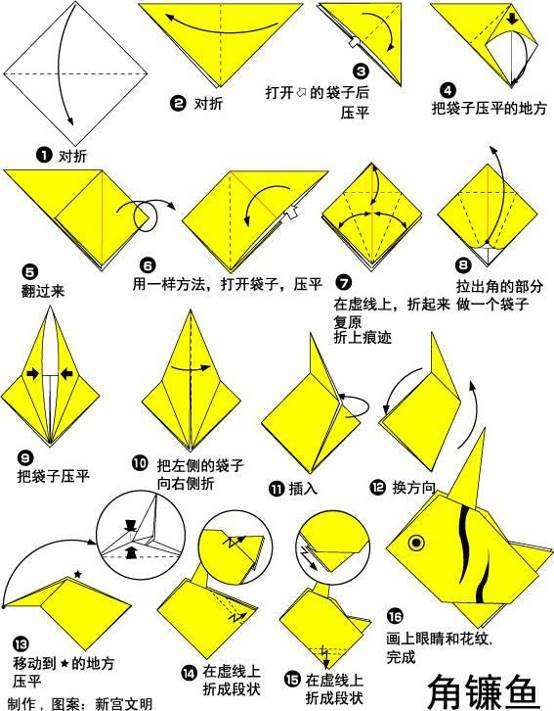 1 对折
2 对折
3
打开⇧的袋子后
压平
4
把袋子压平的地方
5
翻过来
6
用一样方法，打开袋子，压平
7
在虚线上，折起来
复原
折上痕迹
8
拉出角的部分
做一个袋子
9
把袋子压平
10 把左侧的袋子
向右侧折
11 插入
12 换方向
13
移动到★的地方
压平
14 在虚线上
折成段状
15 在虚线上
折成段状
16
画上眼睛和花纹.
完成
制作，图案：新宫文明
角镰鱼